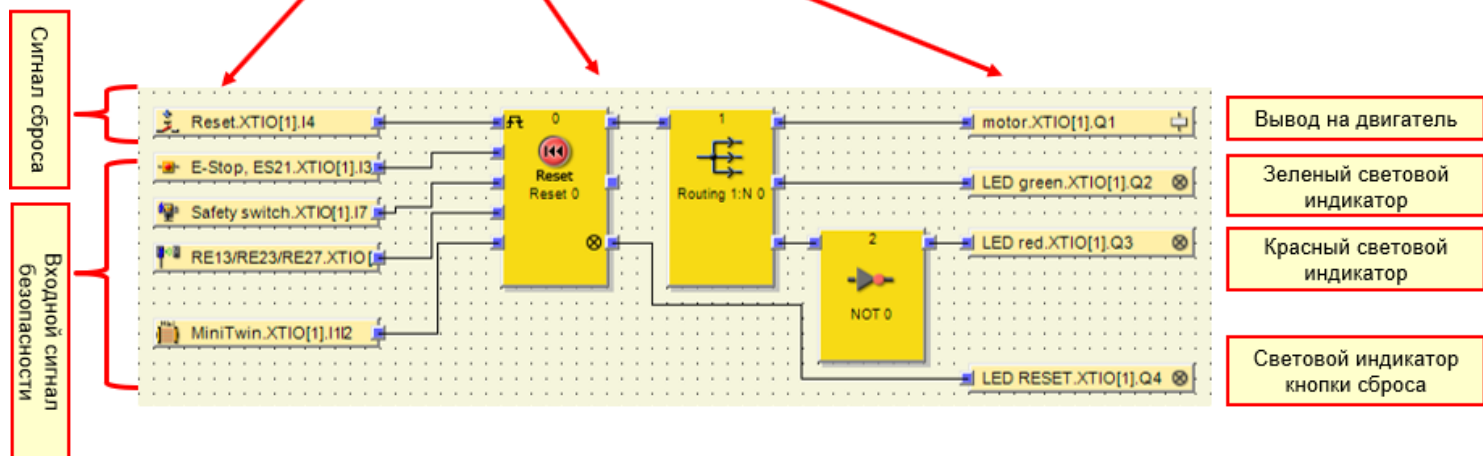 Сигнал сброса
Входной сигнал
безопасности
Reset.XTIO[1].I4
E-Stop, ES21.XTIO[1].I3
Safety switch.XTIO[1].I7
RE13/RE23/RE27.XTIO[
MiniTwin.XTIO[1].I1I2
0
Reset
Reset 0
1
Routing 1:N 0
2
NOT 0
motor.XTIO[1].Q1
LED green.XTIO[1].Q2
LED red.XTIO[1].Q3
LED RESET.XTIO[1].Q4
Вывод на двигатель
Зеленый световой
индикатор
Красный световой
индикатор
Световой индикатор
кнопки сброса